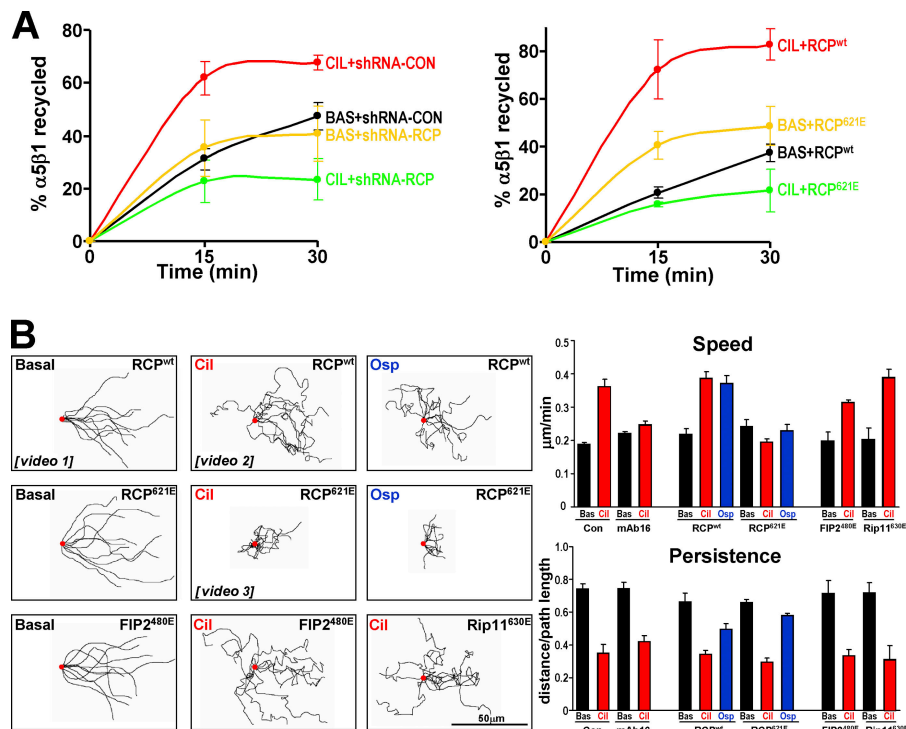 A
80
60
40
20
0
% α5β1 recycled
0
15
30
Time (min)
CIL+shRNA-CON
BAS+shRNA-CON
BAS+shRNA-RCP
CIL+shRNA-RCP
80
60
40
20
0
% α5β1 recycled
0
15
30
Time (min)
CIL+RCPwt
BAS+RCP621E
BAS+RCPwt
CIL+RCP621E
B
Basal RCPwt
[video 1]
Cil RCPwt
[video 2]
Osp RCPwt
Basal RCP621E
Cil RCP621E
[video 3]
Osp RCP621E
Basal FIP2480E
Cil FIP2480E
Cil Rip11630E
50µm
Speed
0.5
0.4
0.3
0.2
0.1
0
µm/min
Bas Cil Bas Cil Bas Cil Osp Bas Cil Osp Bas Cil Bas Cil
Con mAb16 RCPwt RCP621E FIP2480E Rip11630E
Persistence
1.0
0.8
0.6
0.4
0.2
0
distance/path length
Bas Cil Bas Cil Bas Cil Osp Bas Cil Osp Bas Cil Bas Cil
Con mAb16 RCPwt RCP621E FIP2480E Rip11630E